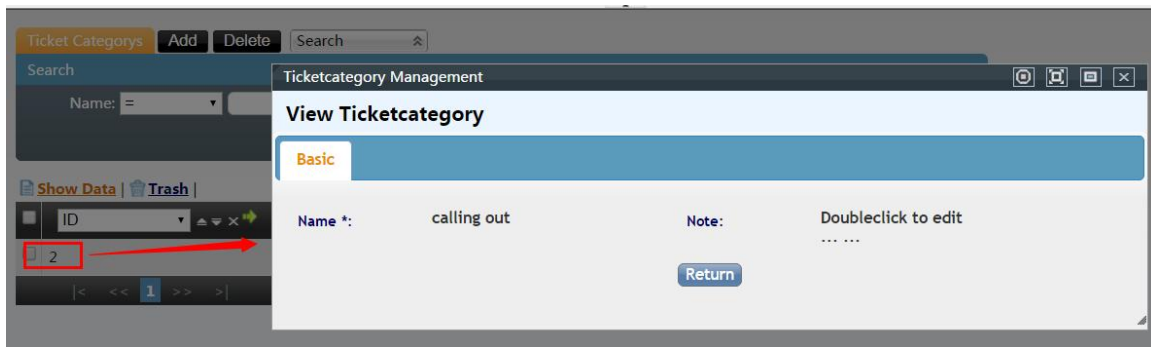 Ticket Categorys Add Delete Search
Search
Name: =
Ticketcategory Management
View Ticketcategory
Basic
Name *: calling out Note: Doubleclick to edit
... ...
Return
Show Data | Trash |
ID
2
|< << 1 >> >|